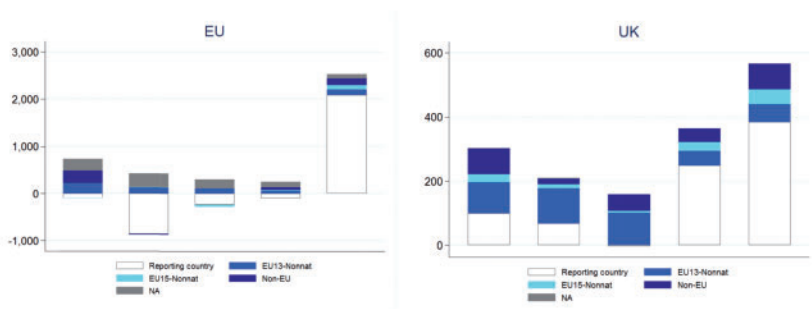 EU
3,000
2,000
1,000
0
-1,000
Reporting country
EU13-Nonnat
EU15-Nonnat
Non-EU
NA
UK
600
400
200
0
Reporting country
EU13-Nonnat
EU15-Nonnat
Non-EU
NA